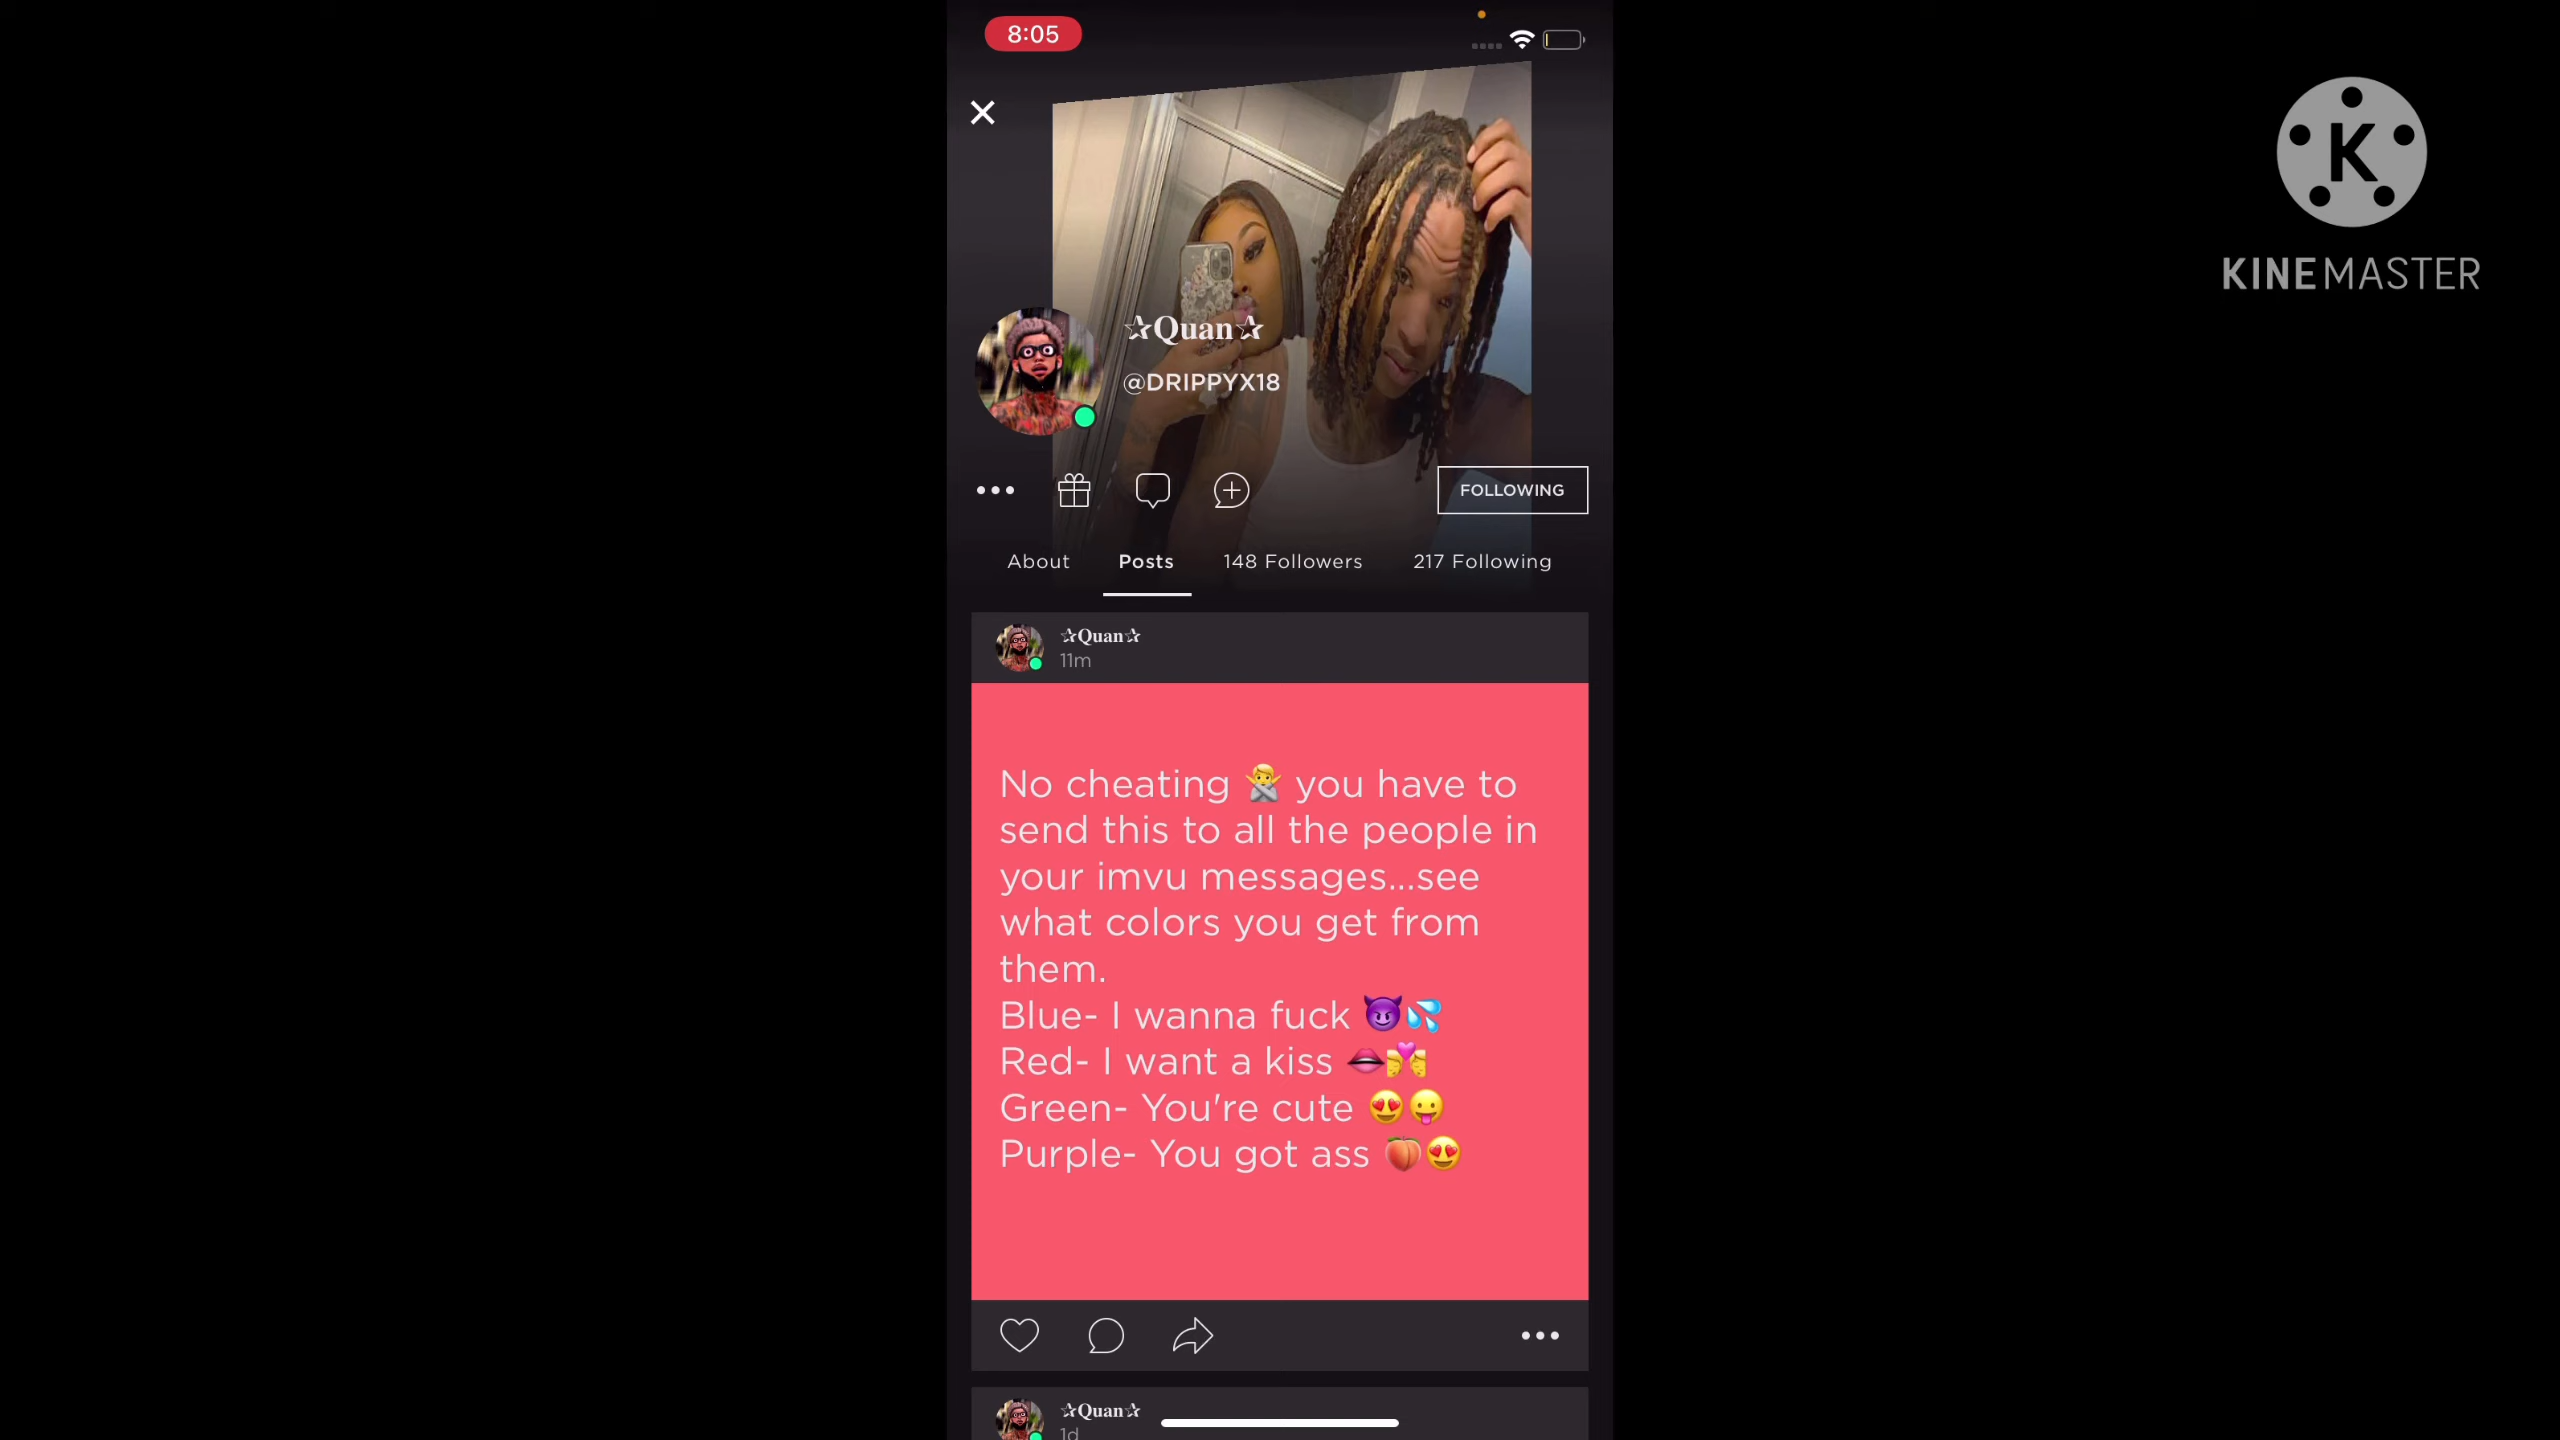 8:05
K
KINEMASTER
✰Quan✰
@DRIPPYX18
FOLLOWING
About Posts 148 Followers 217 Following
✰Quan✰
11m
No cheating 🙅 you have to
send this to all the people in
your imvu messages...see
what colors you get from
them.
Blue- I wanna fuck 😈💦
Red- I want a kiss 👄💏
Green- You're cute 😍😛
Purple- You got ass 🍑😍
✰Quan✰
1d